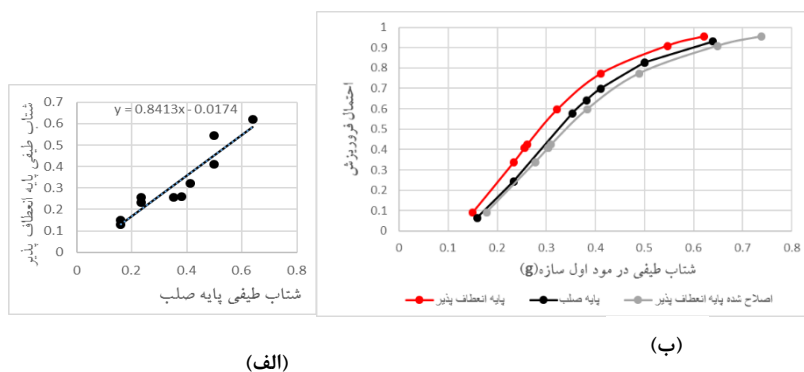 شتاب طیفی پایه انعطاف پذیر
y = 0.8413x - 0.0174
0.7
0.6
0.5
0.4
0.3
0.2
0.1
0
0 0.2 0.4 0.6 0.8
شتاب طیفی پایه صلب
(الف)
احتمال فروریزش
1
0.9
0.8
0.7
0.6
0.5
0.4
0.3
0.2
0.1
0
0 0.1 0.2 0.3 0.4 0.5 0.6 0.7 0.8
شتاب طیفی در مود اول سازه(g)
پایه انعطاف پذیر
پایه صلب
اصلاح شده پایه انعطاف پذیر
(ب)